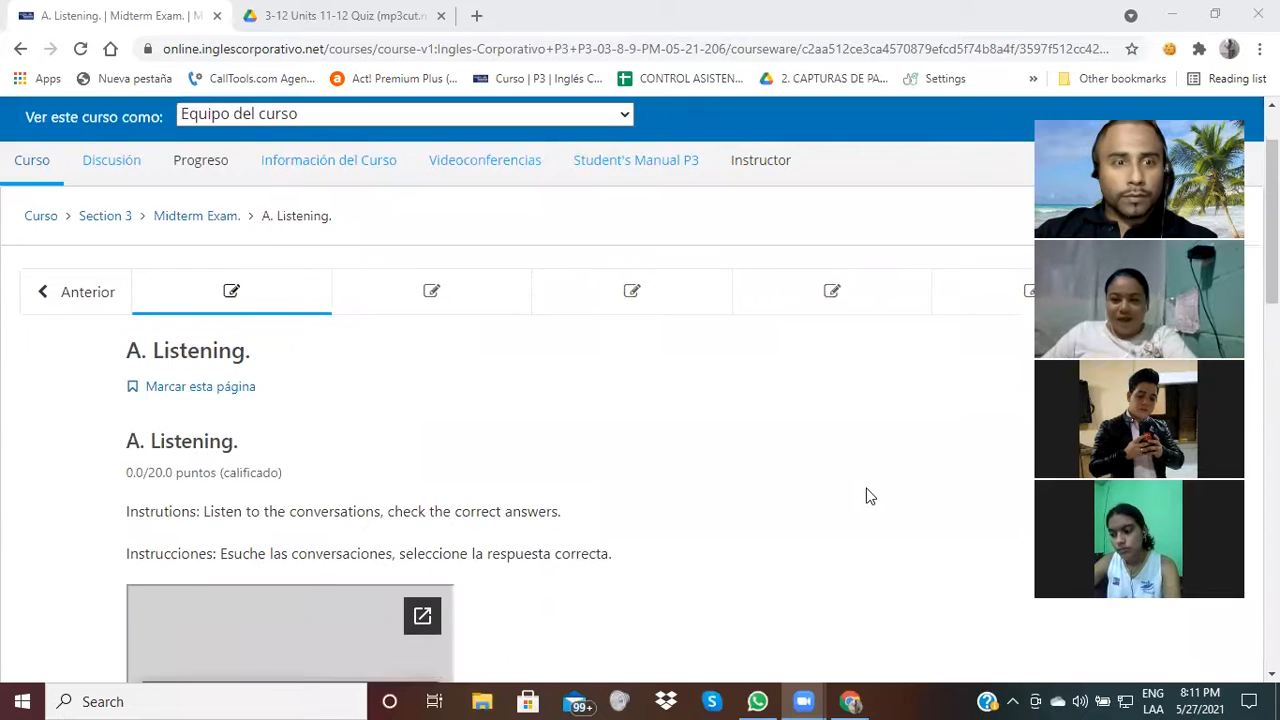 A. Listening. | Midterm Exam. | M
3-12 Units 11-12 Quiz (mp3cut.n
online.inglescorporativo.net/courses/course-v1:Ingles-Corporativo+P3+P3-03-8-9-PM-05-21-206/courseware/c2aa512ce3ca4570879efcd5f74b8a4f/3597f512cc42...
Apps Nueva pestaña CallTools.com Agen... Act! Premium Plus (... Curso | P3 | Inglés C... CONTROL ASISTEN... 2. CAPTURAS DE PA... Settings » Other bookmarks Reading list
Ver este curso como: Equipo del curso
Curso Discusión Progreso Información del Curso Videoconferencias Student's Manual P3 Instructor
Curso > Section 3 > Midterm Exam. > A. Listening.
Anterior
A. Listening.
Marcar esta página
A. Listening.
0.0/20.0 puntos (calificado)
Instrutions: Listen to the conversations, check the correct answers.
Instrucciones: Esuche las conversaciones, seleccione la respuesta correcta.
Search
99+
ENG
LAA
8:11 PM
5/27/2021